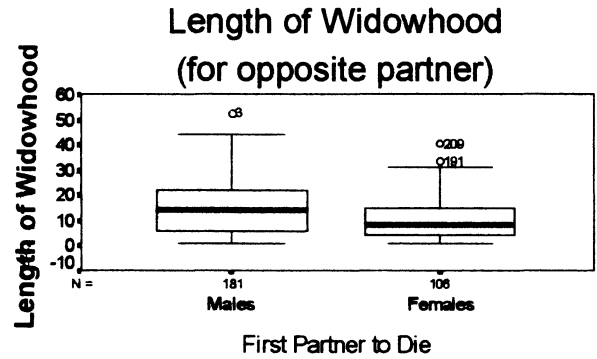 Length of Widowhood
(for opposite partner)
Length of Widowhood
60
50
40
30
20
10
0
-10
3
209
191
N =
181
106
Males
Females
First Partner to Die